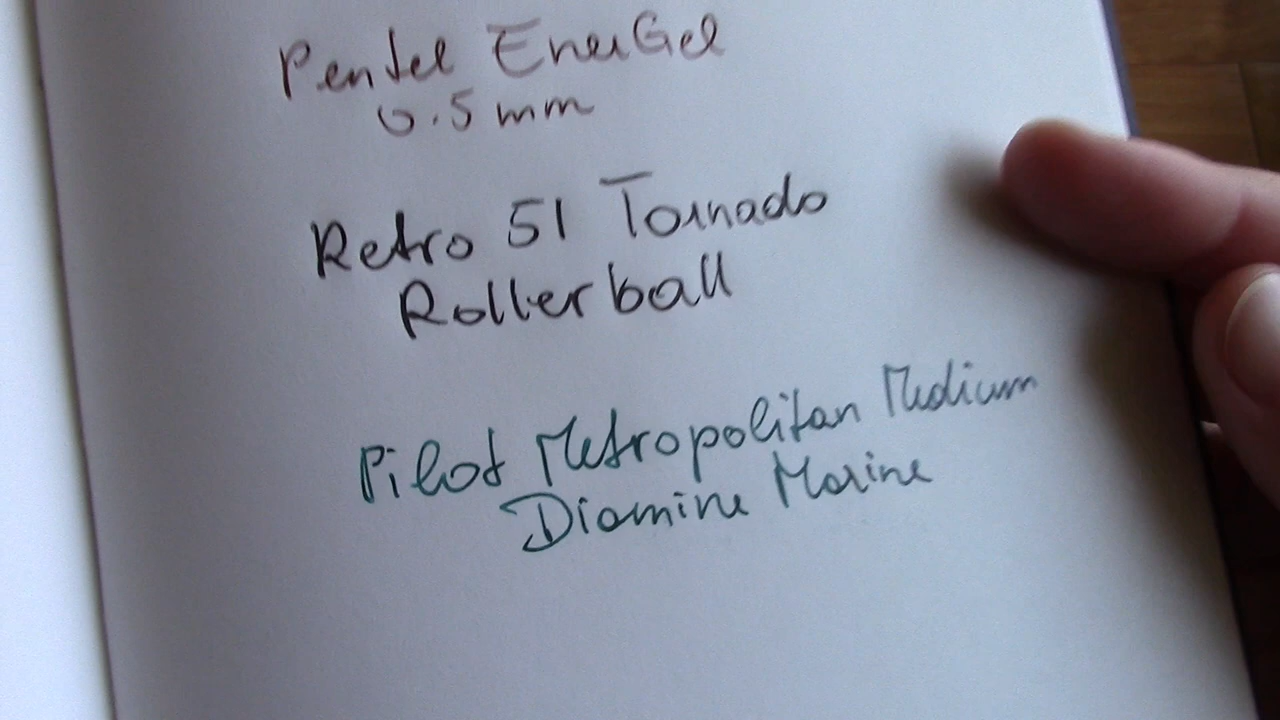 Pentel EnerGel
0.5 mm
Retro 51 Tornado
Rollerball
Pilot Metropolitan Medium
Diamine Marine